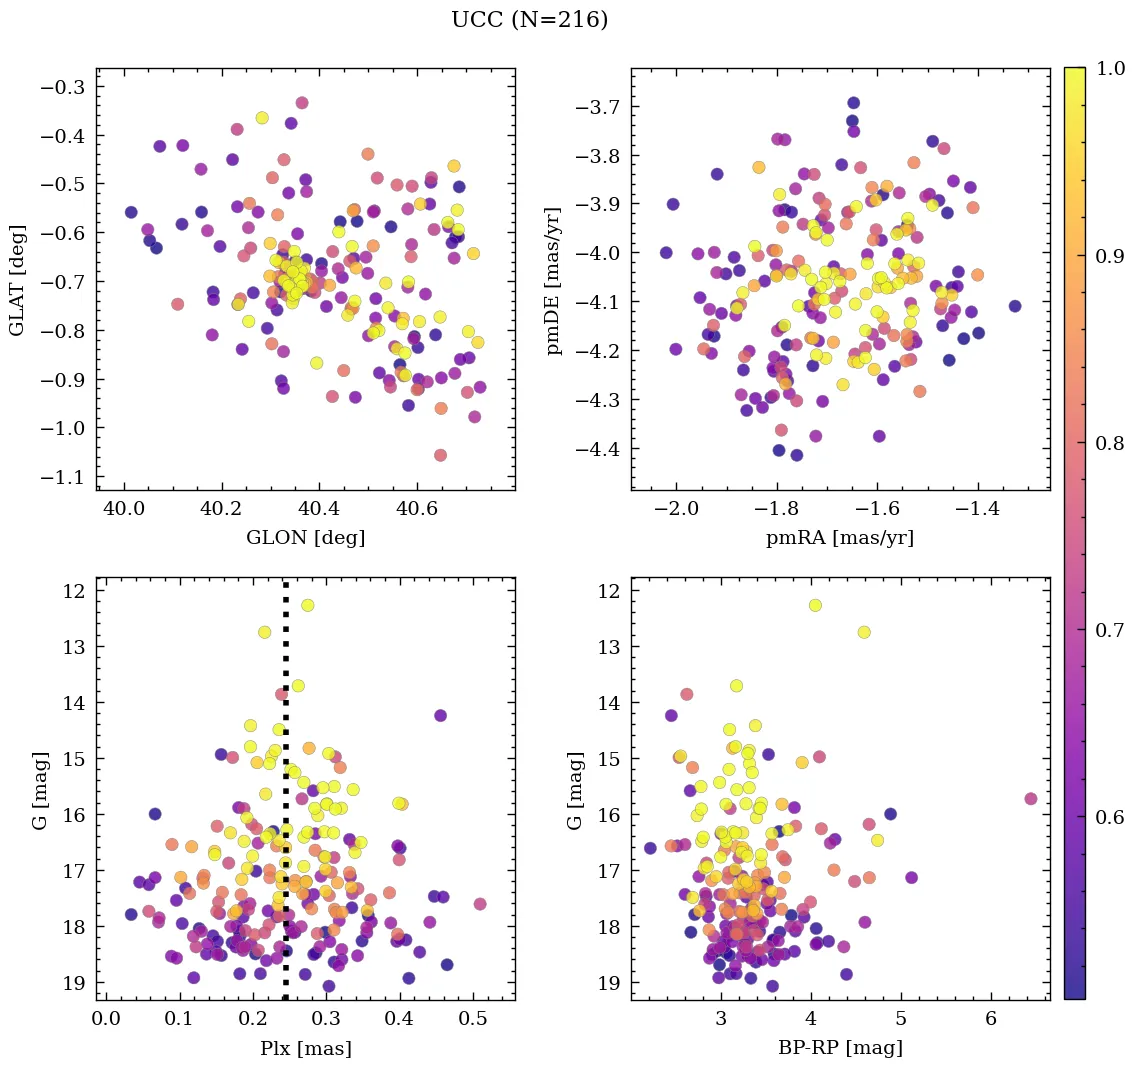 UCC (N=216)
−0.3
−0.4
−0.5
−0.6
−0.7
−0.8
−0.9
−1.0
−1.1
GLAT [deg]
40.0 40.2 40.4 40.6
GLON [deg]
−3.7
−3.8
−3.9
−4.0
−4.1
−4.2
−4.3
−4.4
pmDE [mas/yr]
−2.0 −1.8 −1.6 −1.4
pmRA [mas/yr]
1.0
0.9
0.8
0.7
0.6
12
13
14
15
16
17
18
19
G [mag]
0.0 0.1 0.2 0.3 0.4 0.5
Plx [mas]
12
13
14
15
16
17
18
19
G [mag]
3 4 5 6
BP-RP [mag]